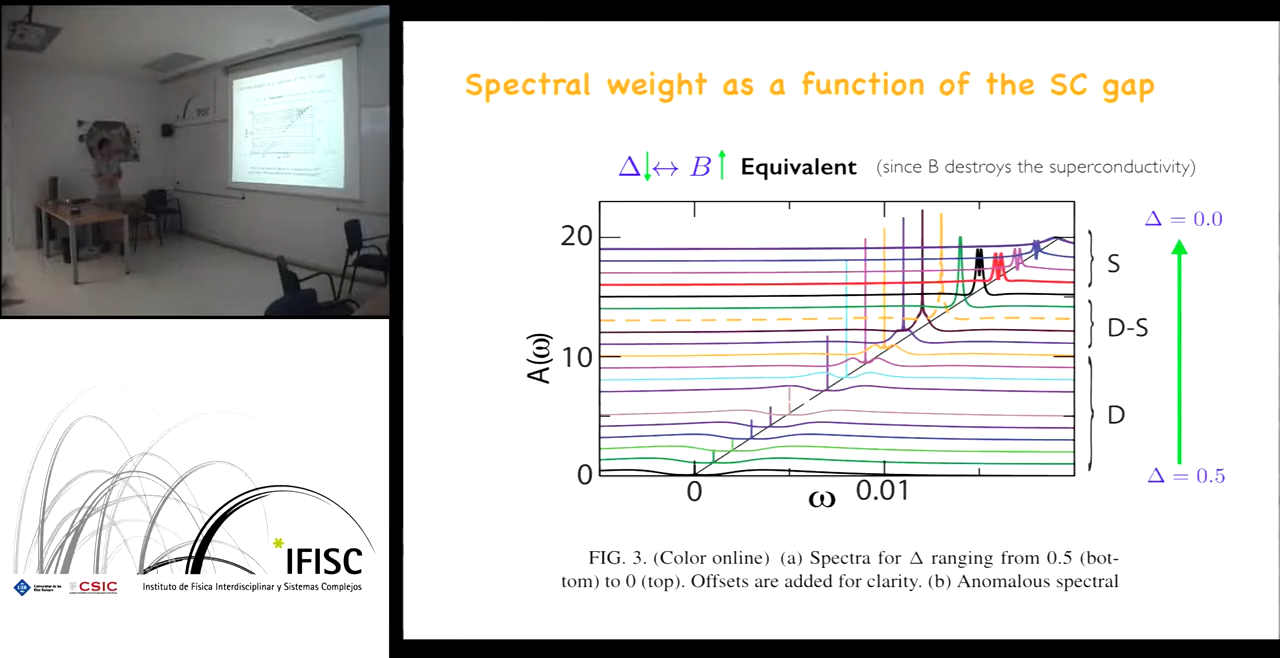 Spectral weight as a function of the SC gap
Δ↓↔ B↑ Equivalent (since B destroys the superconductivity)
20
10
0
A(ω)
0
0.01
ω
S
D-S
D
Δ = 0.0
Δ = 0.5
FIG. 3. (Color online) (a) Spectra for Δ ranging from 0.5 (bot-
tom) to 0 (top). Offsets are added for clarity. (b) Anomalous spectral
*IFISC
CSIC
Instituto de Física Interdisciplinar y Sistemas Complejos